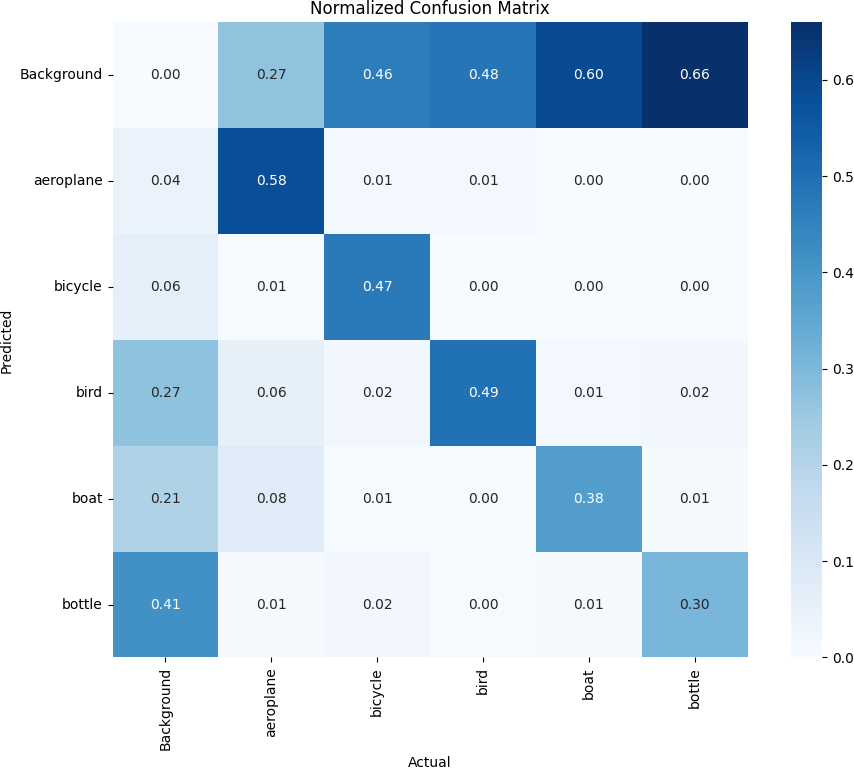 Normalized Confusion Matrix
Background 0.00 0.27 0.46 0.48 0.60 0.66
aeroplane 0.04 0.58 0.01 0.01 0.00 0.00
bicycle 0.06 0.01 0.47 0.00 0.00 0.00
bird 0.27 0.06 0.02 0.49 0.01 0.02
boat 0.21 0.08 0.01 0.00 0.38 0.01
bottle 0.41 0.01 0.02 0.00 0.01 0.30
Predicted
Background aeroplane bicycle bird boat bottle
Actual
0.6
0.5
0.4
0.3
0.2
0.1
0.0